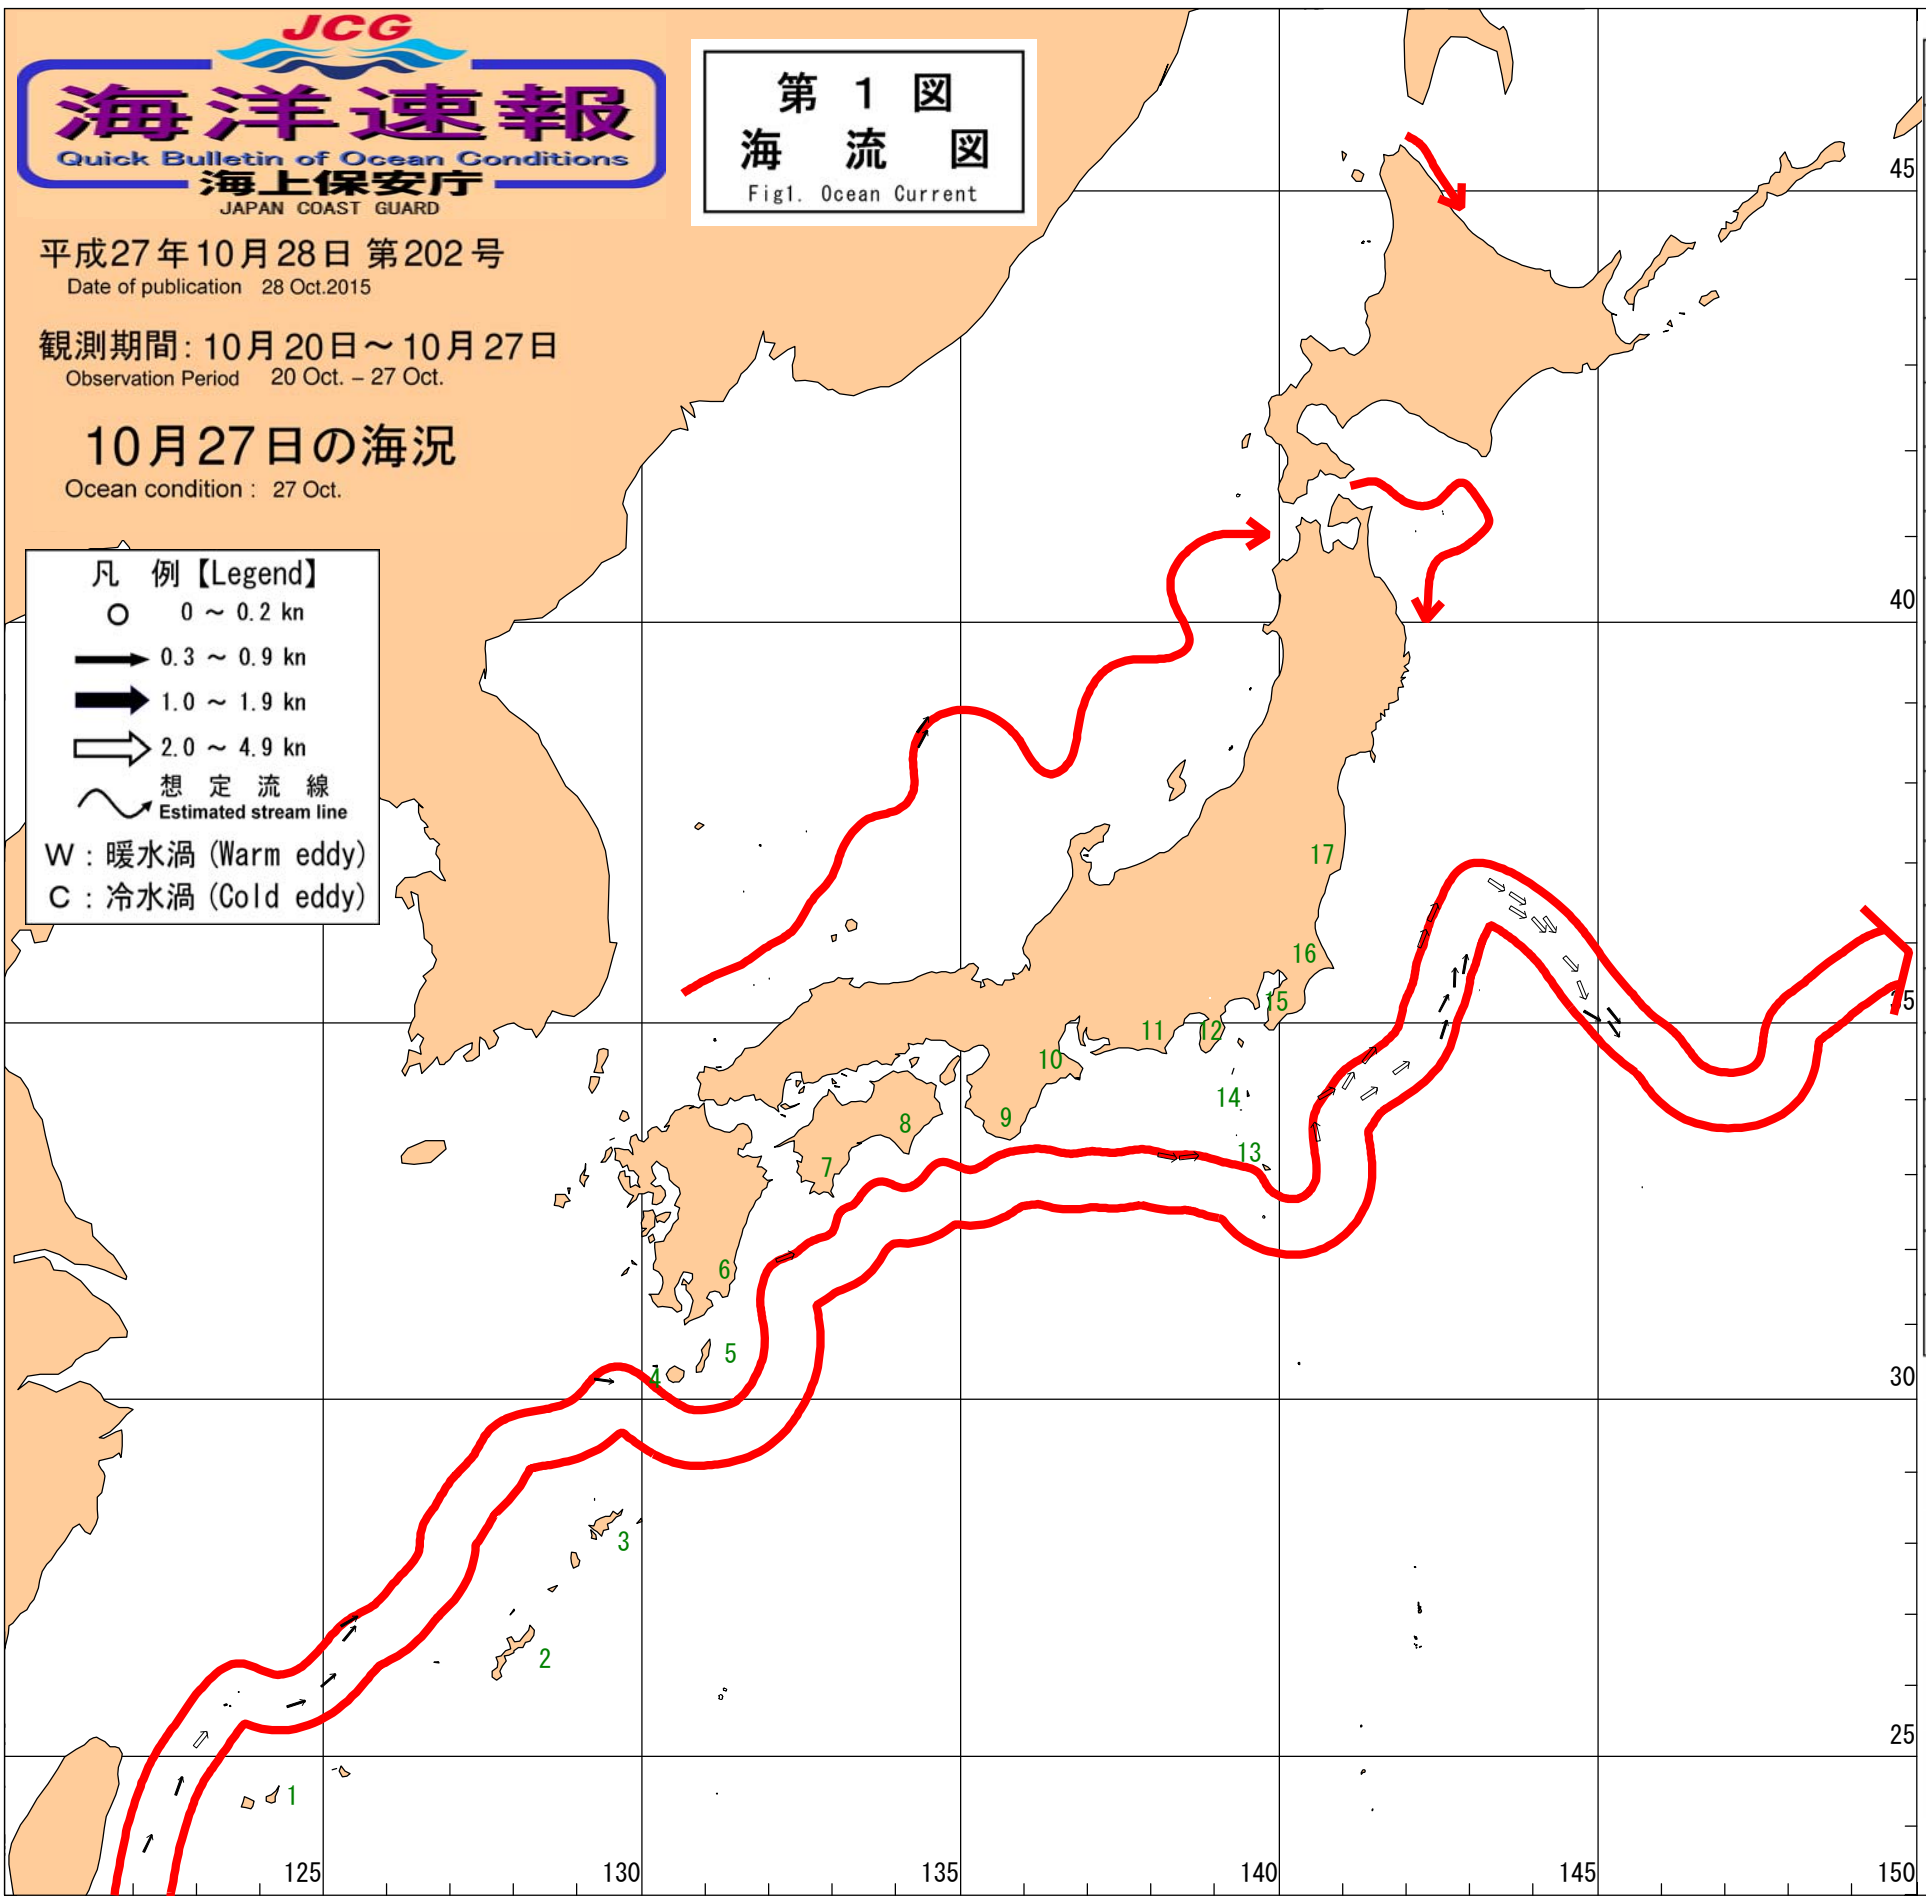 JCG
海洋速報
Quick Bulletin of Ocean Conditions
海上保安庁
JAPAN COAST GUARD
平成27年10月28日 第202号
Date of publication 28 Oct.2015
観測期間: 10月20日～10月27日
Observation Period 20 Oct. – 27 Oct.
10月27日の海況
Ocean condition : 27 Oct.
第 1 図
海 流 図
Fig1. Ocean Current
凡 例【Legend】
0 ～ 0.2 kn
0.3 ～ 0.9 kn
1.0 ～ 1.9 kn
2.0 ～ 4.9 kn
想 定 流 線
Estimated stream line
W : 暖水渦 (Warm eddy)
C : 冷水渦 (Cold eddy)
45
40
17
16
15
35
11
12
10
14
9
8
13
7
6
5
4
30
3
2
25
1
125
130
135
140
145
150